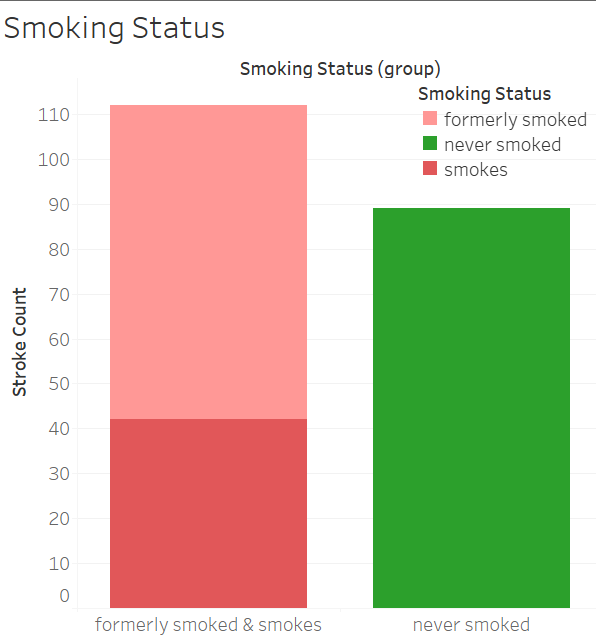 Smoking Status
Smoking Status (group)
Smoking Status
formerly smoked
never smoked
smokes
Stroke Count
110
100
90
80
70
60
50
40
30
20
10
0
formerly smoked & smokes
never smoked